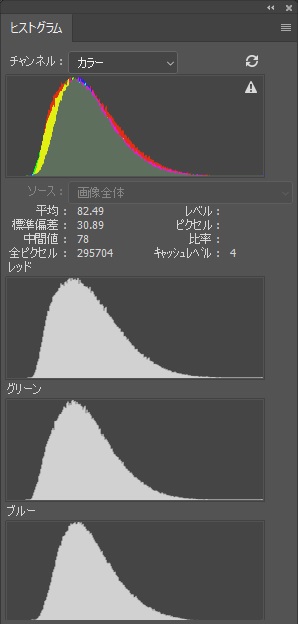 ヒストグラム
チャンネル： カラー
ソース： 画像全体
平均： 82.49 レベル：
標準偏差： 30.89 ピクセル：
中間値： 78 比率：
全ピクセル： 295704 ｷｬｯｼｭﾚﾍﾞﾙ： 4
レッド
グリーン
ブルー